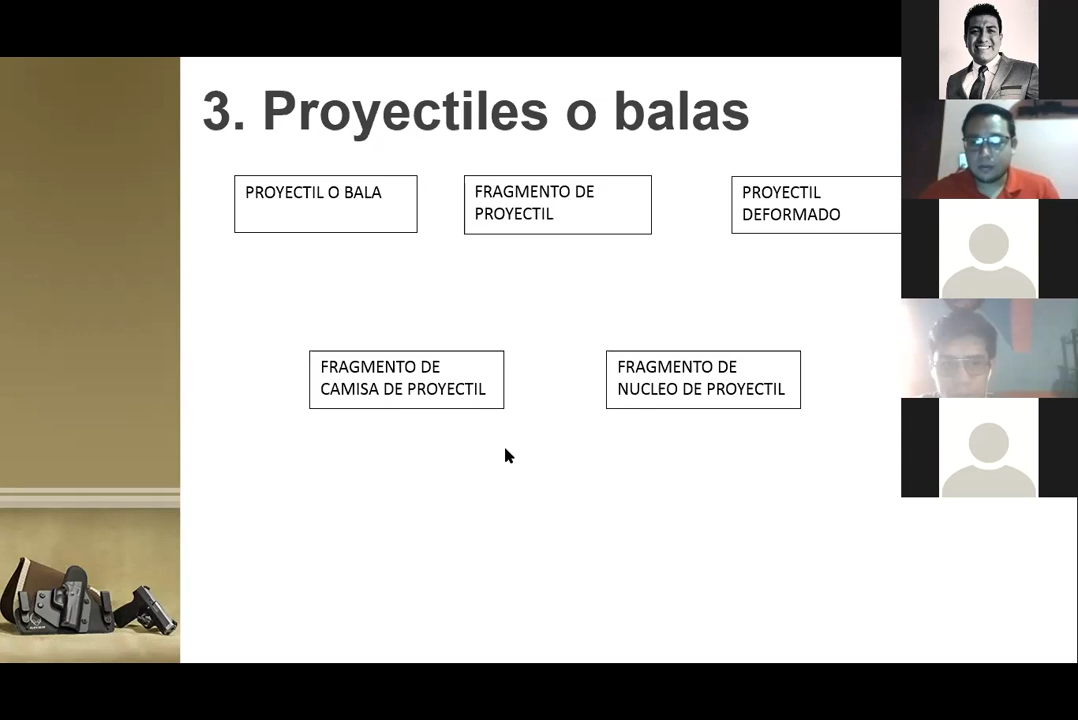 3. Proyectiles o balas
PROYECTIL O BALA
FRAGMENTO DE
PROYECTIL
PROYECTIL
DEFORMADO
FRAGMENTO DE
CAMISA DE PROYECTIL
FRAGMENTO DE
NUCLEO DE PROYECTIL